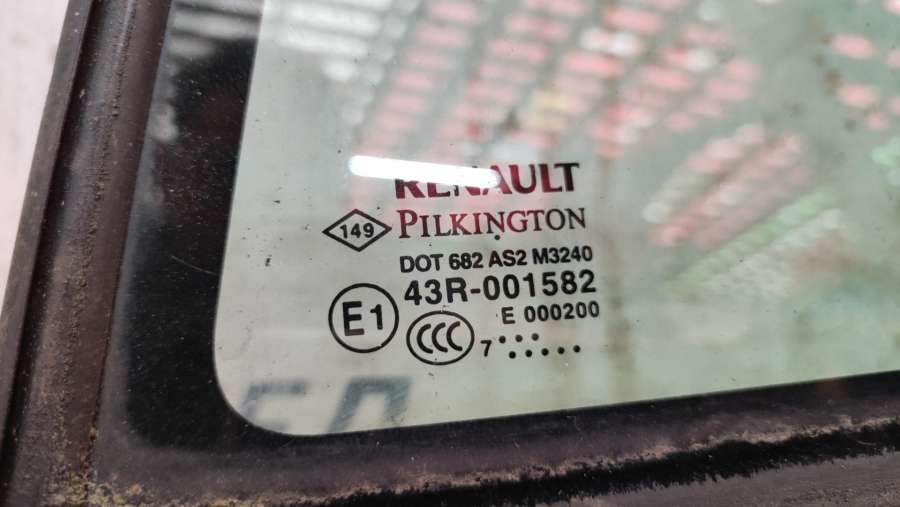 RENAULT
149 PILKINGTON
DOT 682 AS2 M3240
E1 43R-001582
E 000200
CCC 7